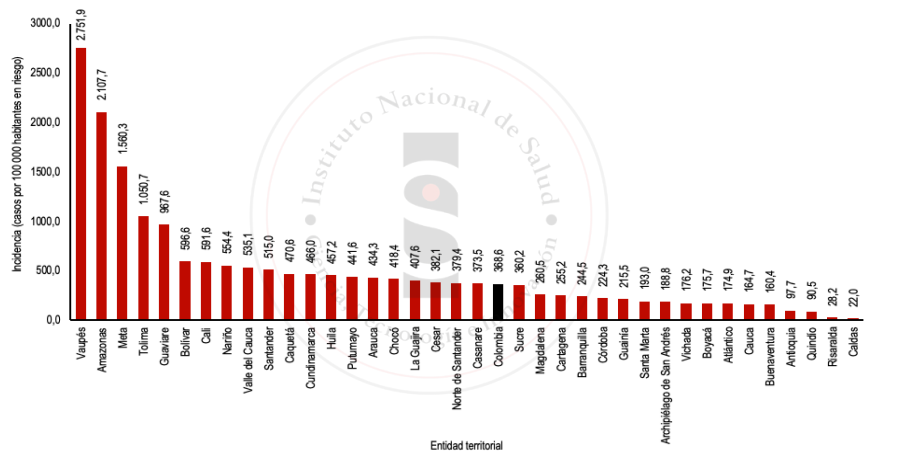 3000,0
2500,0
2000,0
1500,0
1000,0
500,0
0,0
Incidencia (casos por 100 000 habitantes en riesgo)
2.751,9
2.107,7
1.560,3
1.050,7
967,6
596,6
591,6
554,4
535,1
515,0
470,6
466,0
457,2
441,6
434,3
418,4
407,6
382,1
379,4
373,5
368,6
360,2
260,5
255,2
244,5
224,3
215,5
193,0
188,8
176,2
175,7
174,9
164,7
160,4
97,7
90,5
28,2
22,0
Vaupés
Amazonas
Meta
Tolima
Guaviare
Bolívar
Cali
Nariño
Valle del Cauca
Santander
Caquetá
Cundinamarca
Huila
Putumayo
Arauca
Chocó
La Guajira
Cesar
Norte de Santander
Casanare
Colombia
Sucre
Magdalena
Cartagena
Barranquilla
Córdoba
Guainía
Santa Marta
Archipiélago de San Andrés
Vichada
Boyacá
Atlántico
Cauca
Buenaventura
Antioquia
Quindio
Risaralda
Caldas
Entidad territorial
Instituto Nacional de Salud